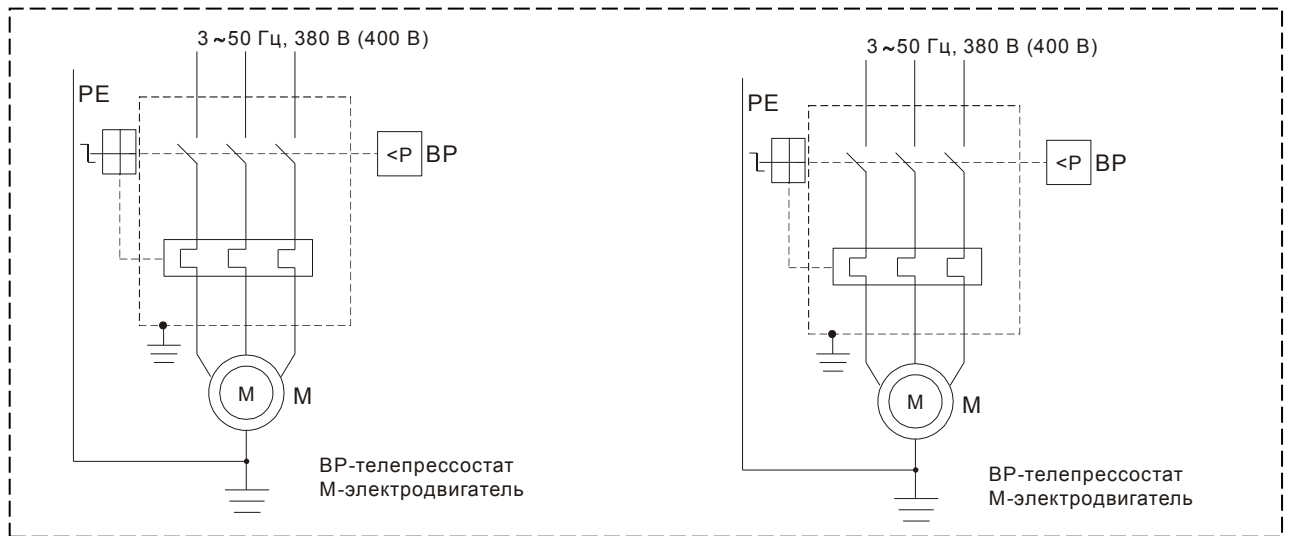 3 ~50 Гц, 380 В (400 В)
PE
<P BP
M M
BP-телепрессостат
M-электродвигатель
3 ~50 Гц, 380 В (400 В)
PE
<P BP
M M
BP-телепрессостат
M-электродвигатель